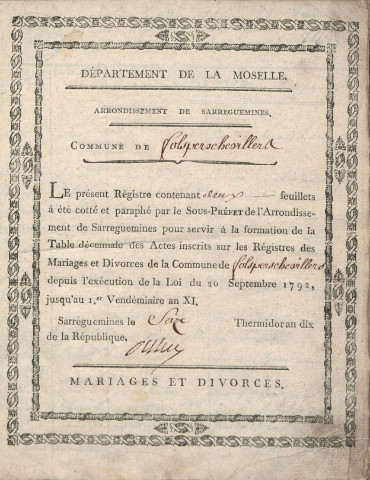 DÉPARTEMENT DE LA MOSELLE.
ARRONDISSEMENT DE SARREGUEMINES.
COMMUNE DE Folperschevillers
LE présent Régistre contenant deux feuillets
à été cotté et paraphé par le SOUS-PRÉFET de l'Arrondisse-
ment de Sarreguemines pour servir à la formation de la
Table décennale des Actes inscrits sur les Régistres des
Mariages et Divorces de la Commune de Folperschevillers
depuis l'exécution de la Loi du 20 Septembre 1792,
jusqu'au 1.er Vendémiaire an XI.
Sarreguemines le Seize Thermidor an dix
de la République.
MARIAGES ET DIVORCES.